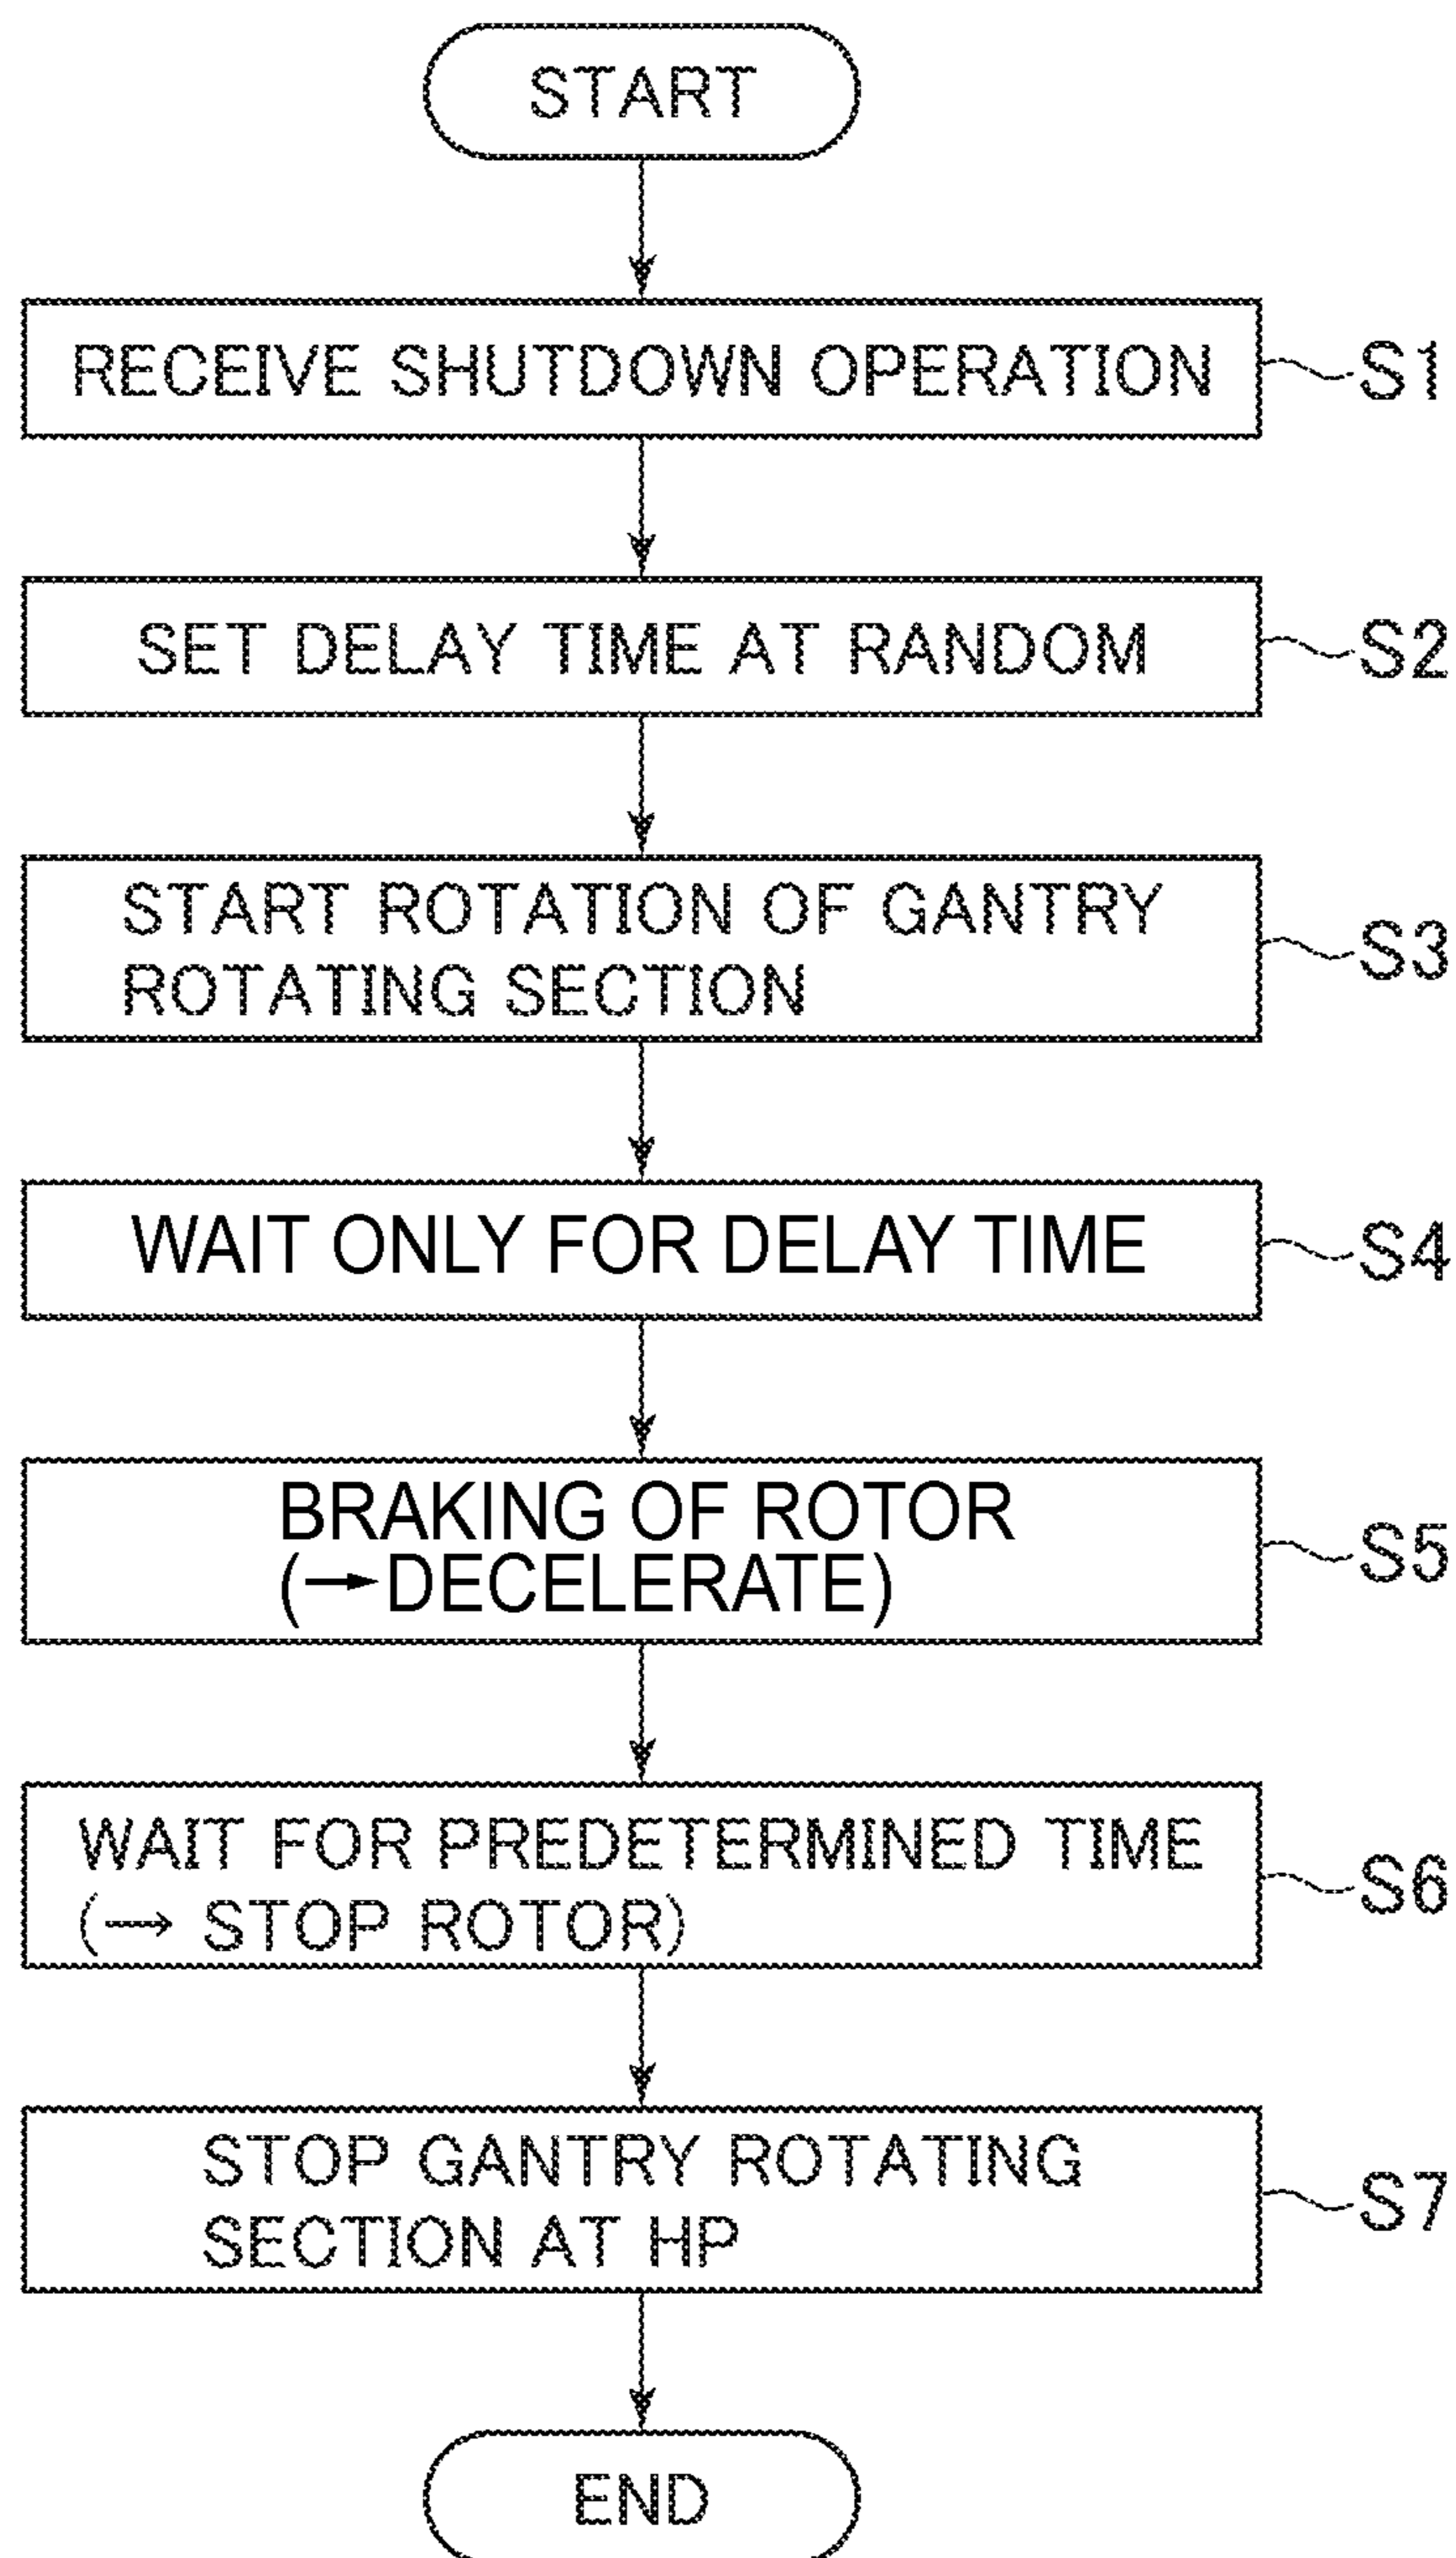 START
RECEIVE SHUTDOWN OPERATION
S1
SET DELAY TIME AT RANDOM
S2
START ROTATION OF GANTRY
ROTATING SECTION
S3
WAIT ONLY FOR DELAY TIME
S4
BRAKING OF ROTOR
(→DECELERATE)
S5
WAIT FOR PREDETERMINED TIME
(→ STOP ROTOR)
S6
STOP GANTRY ROTATING
SECTION AT HP
S7
END